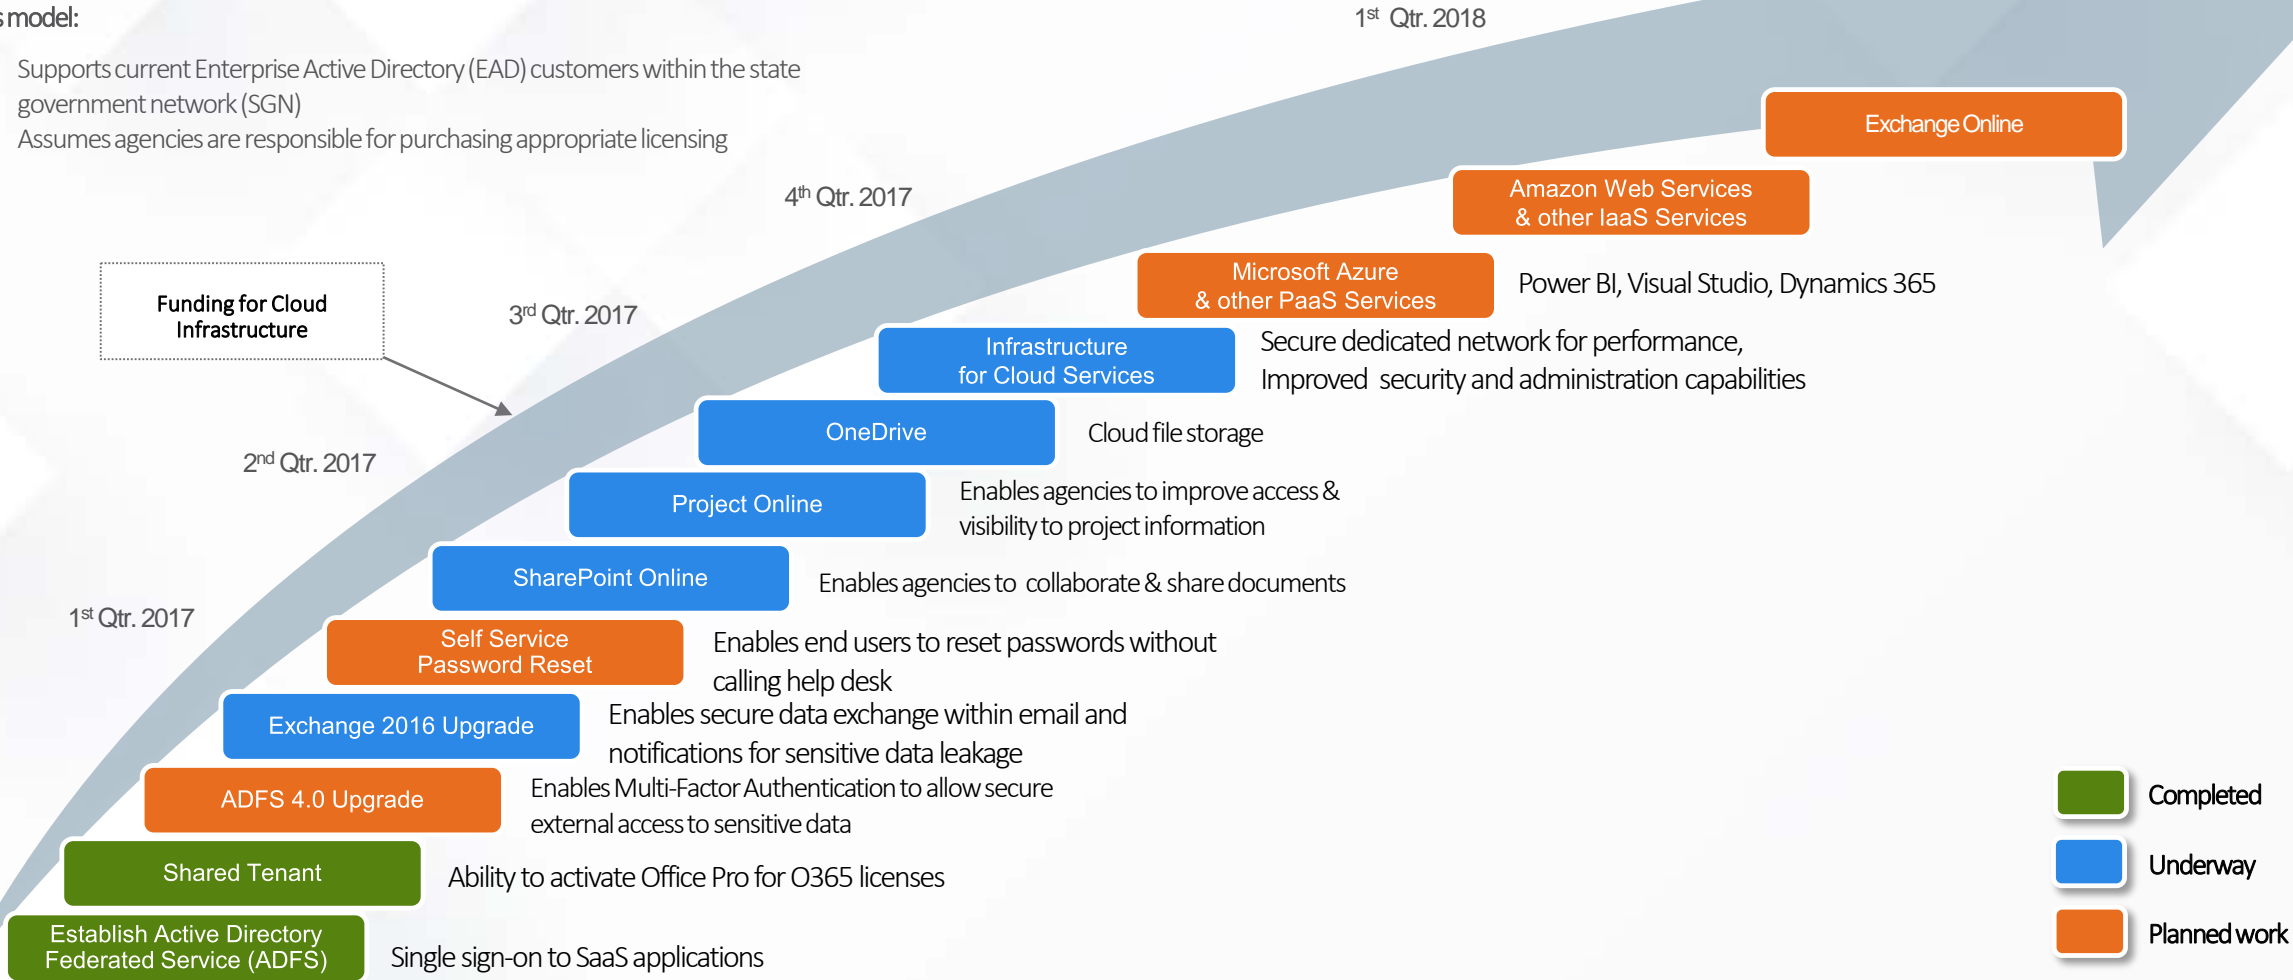 s model:
Supports current Enterprise Active Directory (EAD) customers within the state
government network (SGN)
Assumes agencies are responsible for purchasing appropriate licensing
1st Qtr. 2018
Exchange Online
4th Qtr. 2017
Amazon Web Services
& other IaaS Services
Funding for Cloud
Infrastructure
3rd Qtr. 2017
Microsoft Azure
& other PaaS Services
Power BI, Visual Studio, Dynamics 365
Infrastructure
for Cloud Services
Secure dedicated network for performance,
Improved security and administration capabilities
OneDrive
Cloud file storage
2nd Qtr. 2017
Project Online
Enables agencies to improve access &
visibility to project information
SharePoint Online
Enables agencies to collaborate & share documents
1st Qtr. 2017
Self Service
Password Reset
Enables end users to reset passwords without
calling help desk
Exchange 2016 Upgrade
Enables secure data exchange within email and
notifications for sensitive data leakage
ADFS 4.0 Upgrade
Enables Multi-Factor Authentication to allow secure
external access to sensitive data
Shared Tenant
Ability to activate Office Pro for O365 licenses
Establish Active Directory
Federated Service (ADFS)
Single sign-on to SaaS applications
Completed
Underway
Planned work